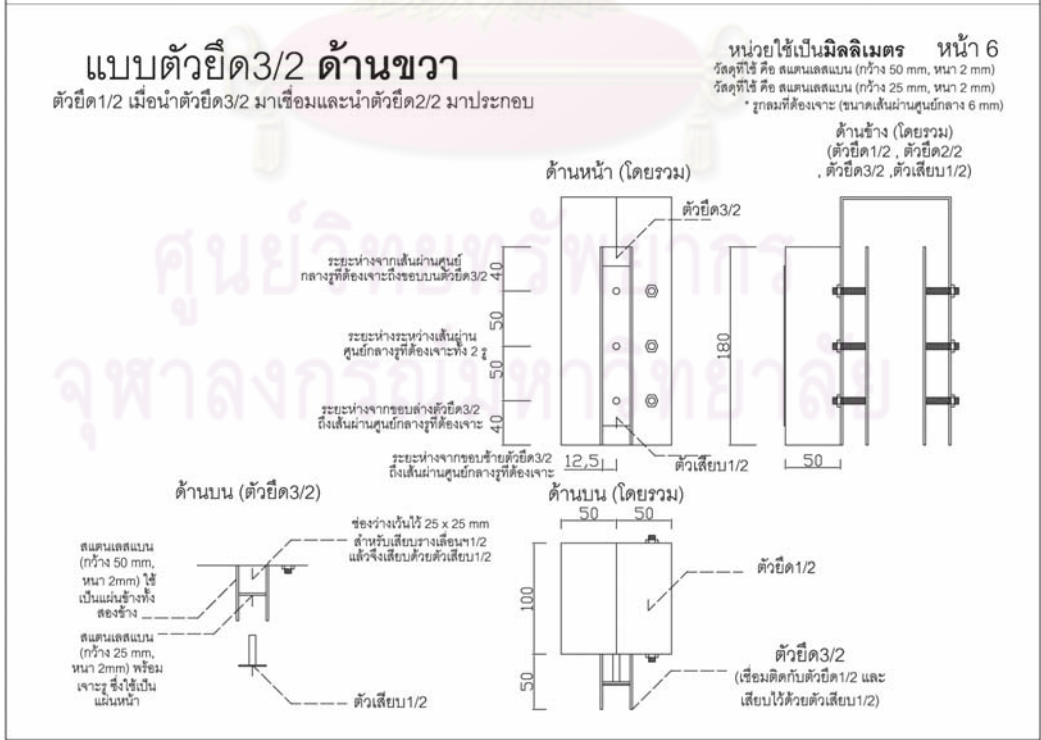 แบบตัวยึด3/2 ด้านขวา
ตัวยึด1/2 เมื่อนำตัวยึด3/2 มาเชื่อมและนำตัวยึด2/2 มาประกอบ
หน่วยใช้เป็นมิลลิเมตร หน้า 6
วัสดุที่ใช้ คือ สแตนเลสแบน (กว้าง 50 mm, หนา 2 mm)
วัสดุที่ใช้ คือ สแตนเลสแบน (กว้าง 25 mm, หนา 2 mm)
* รูกลมที่ต้องเจาะ (ขนาดเส้นผ่านศูนย์กลาง 6 mm)
ด้านหน้า (โดยรวม)
ตัวยึด3/2
ระยะห่างจากเส้นผ่านศูนย์
กลางรูที่ต้องเจาะถึงขอบบนตัวยึด3/2
40
50
ระยะห่างระหว่างเส้นผ่าน
ศูนย์กลางรูที่ต้องเจาะทั้ง 2 รู
50
ระยะห่างจากขอบล่างตัวยึด3/2
ถึงเส้นผ่านศูนย์กลางรูที่ต้องเจาะ
40
ระยะห่างจากขอบซ้ายตัวยึด3/2
ถึงเส้นผ่านศูนย์กลางรูที่ต้องเจาะ
12,5
ตัวเสียบ1/2
ด้านข้าง (โดยรวม)
(ตัวยึด1/2 , ตัวยึด2/2
, ตัวยึด3/2 ,ตัวเสียบ1/2)
180
50
ศูนย์วิทยทรัพยากร
จุฬาลงกรณ์มหาวิทยาลัย
ด้านบน (ตัวยึด3/2)
ช่องว่างเว้นไว้ 25 x 25 mm
สำหรับเสียบรางเลื่อนฯ1/2
แล้วจึงเสียบด้วยตัวเสียบ1/2
สแตนเลสแบน
(กว้าง 50 mm,
หนา 2mm) ใช้
เป็นแผ่นข้างทั้ง
สองข้าง
สแตนเลสแบน
(กว้าง 25 mm,
หนา 2mm) พร้อม
เจาะรู ซึ่งใช้เป็น
แผ่นหน้า
ตัวเสียบ1/2
ด้านบน (โดยรวม)
50 50
100
50
ตัวยึด1/2
ตัวยึด3/2
(เชื่อมติดกับตัวยึด1/2 และ
เสียบไว้ด้วยตัวเสียบ1/2)